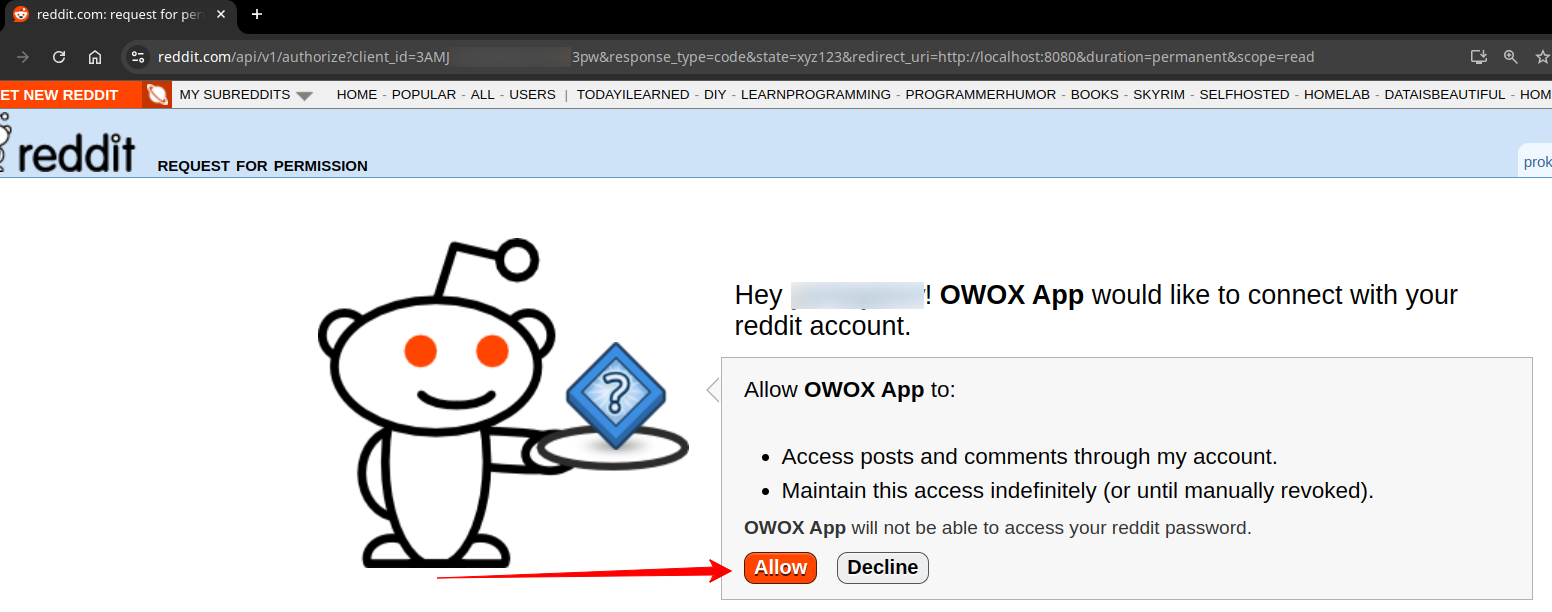 reddit.com: request for per
reddit.com/api/v1/authorize?client_id=3AMJ 3pw&response_type=code&state=xyz123&redirect_uri=http://localhost:8080&duration=permanent&scope=read
ET NEW REDDIT MY SUBREDDITS HOME - POPULAR - ALL - USERS | TODAYILEARNED - DIY - LEARNPROGRAMMING - PROGRAMMERHUMOR - BOOKS - SKYRIM - SELFHOSTED - HOMELAB - DATAISBEAUTIFUL - HOM
reddit REQUEST FOR PERMISSION
prok
?
Hey ! OWOX App would like to connect with your
reddit account.
Allow OWOX App to:
• Access posts and comments through my account.
• Maintain this access indefinitely (or until manually revoked).
OWOX App will not be able to access your reddit password.
Allow Decline